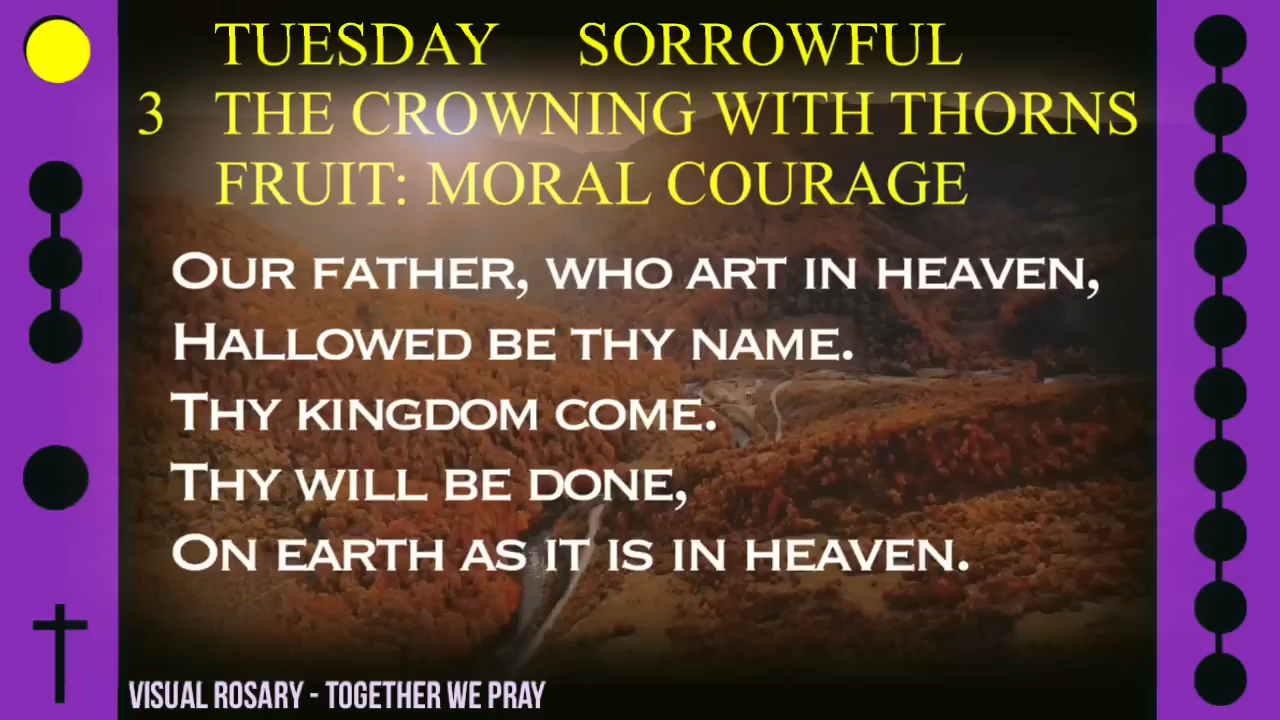 TUESDAY SORROWFUL
3 THE CROWNING WITH THORNS
FRUIT: MORAL COURAGE
OUR FATHER, WHO ART IN HEAVEN,
HALLOWED BE THY NAME.
THY KINGDOM COME.
THY WILL BE DONE,
ON EARTH AS IT IS IN HEAVEN.
VISUAL ROSARY - TOGETHER WE PRAY